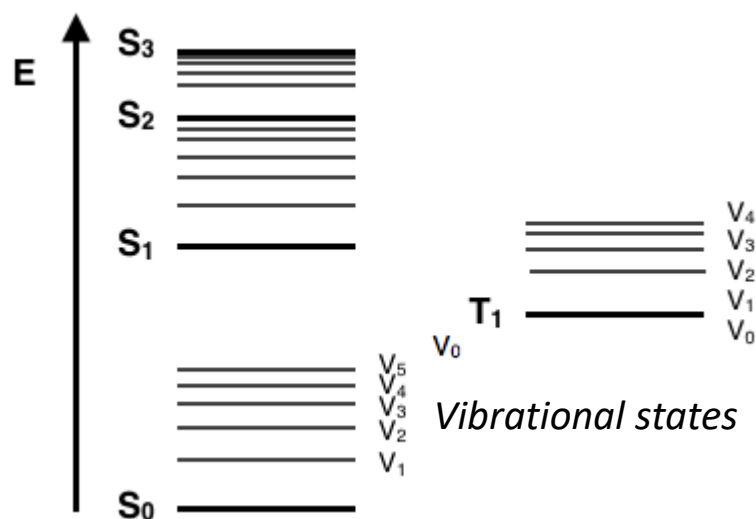 E
S₃
S₂
S₁
S₀
V₅
V₄
V₃
V₂
V₁
V₀
Vibrational states
T₁
V₄
V₃
V₂
V₁
V₀